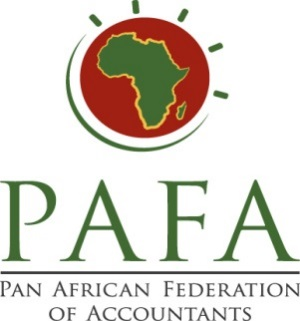 PAFA
PAN AFRICAN FEDERATION
OF ACCOUNTANTS